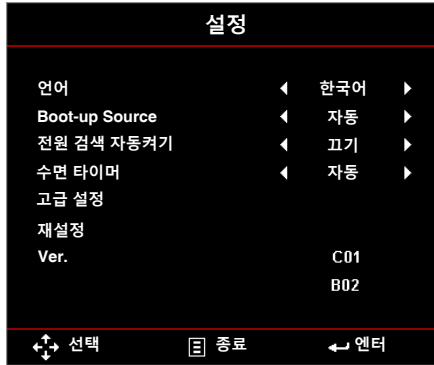 설정
언어 한국어
Boot-up Source 자동
전원 검색 자동켜기 끄기
수면 타이머 자동
고급 설정
재설정
Ver. C01
B02
선택 종료 엔터